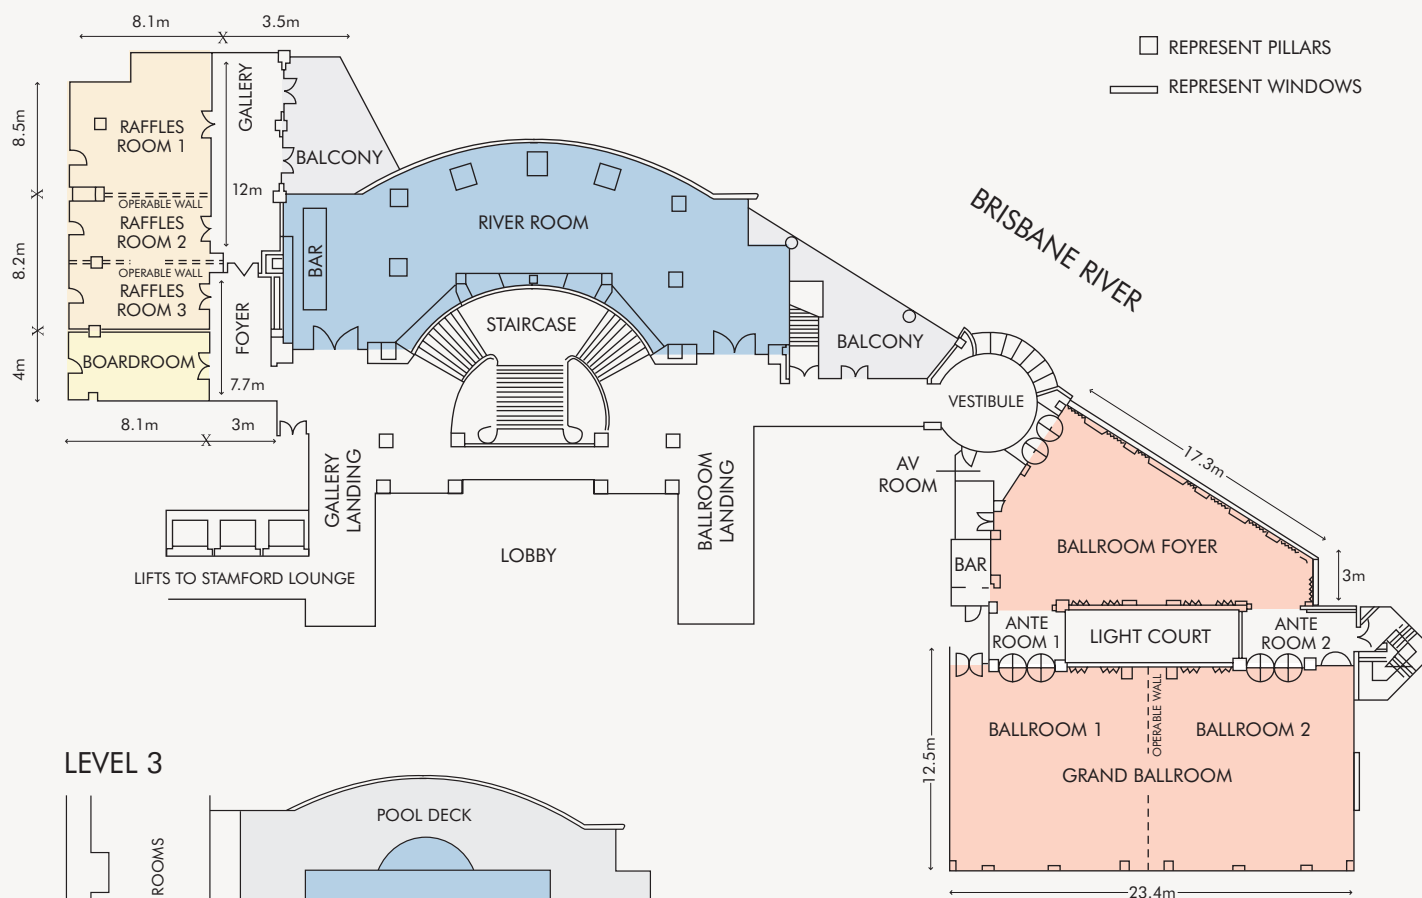 8.1m
3.5m
X
REPRESENT PILLARS
REPRESENT WINDOWS
GALLERY
8.5m
RAFFLES
ROOM 1
BALCONY
12m
X
OPERABLE WALL
RAFFLES
ROOM 2
BAR
RIVER ROOM
BRISBANE RIVER
8.2m
OPERABLE WALL
RAFFLES
ROOM 3
FOYER
STAIRCASE
BALCONY
X
BOARDROOM
4m
7.7m
VESTIBULE
8.1m
X
3m
GALLERY
LANDING
BALLROOM
LANDING
AV
ROOM
17.3m
LOBBY
BALLROOM FOYER
BAR
3m
LIFTS TO STAMFORD LOUNGE
ANTE
ROOM 1
LIGHT COURT
ANTE
ROOM 2
OPERABLE WALL
BALLROOM 1
BALLROOM 2
12.5m
GRAND BALLROOM
23.4m
LEVEL 3
POOL DECK
ROOMS